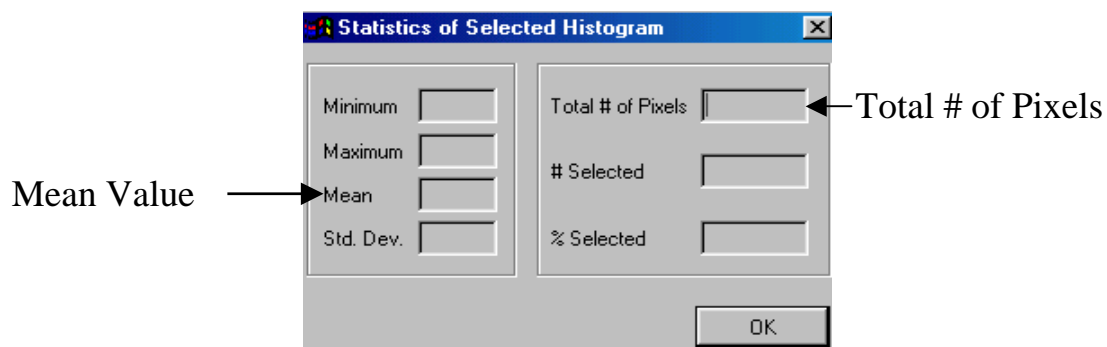 Statistics of Selected Histogram
Minimum
Maximum
Mean
Std. Dev.
Total # of Pixels
# Selected
% Selected
OK
Mean Value
Total # of Pixels